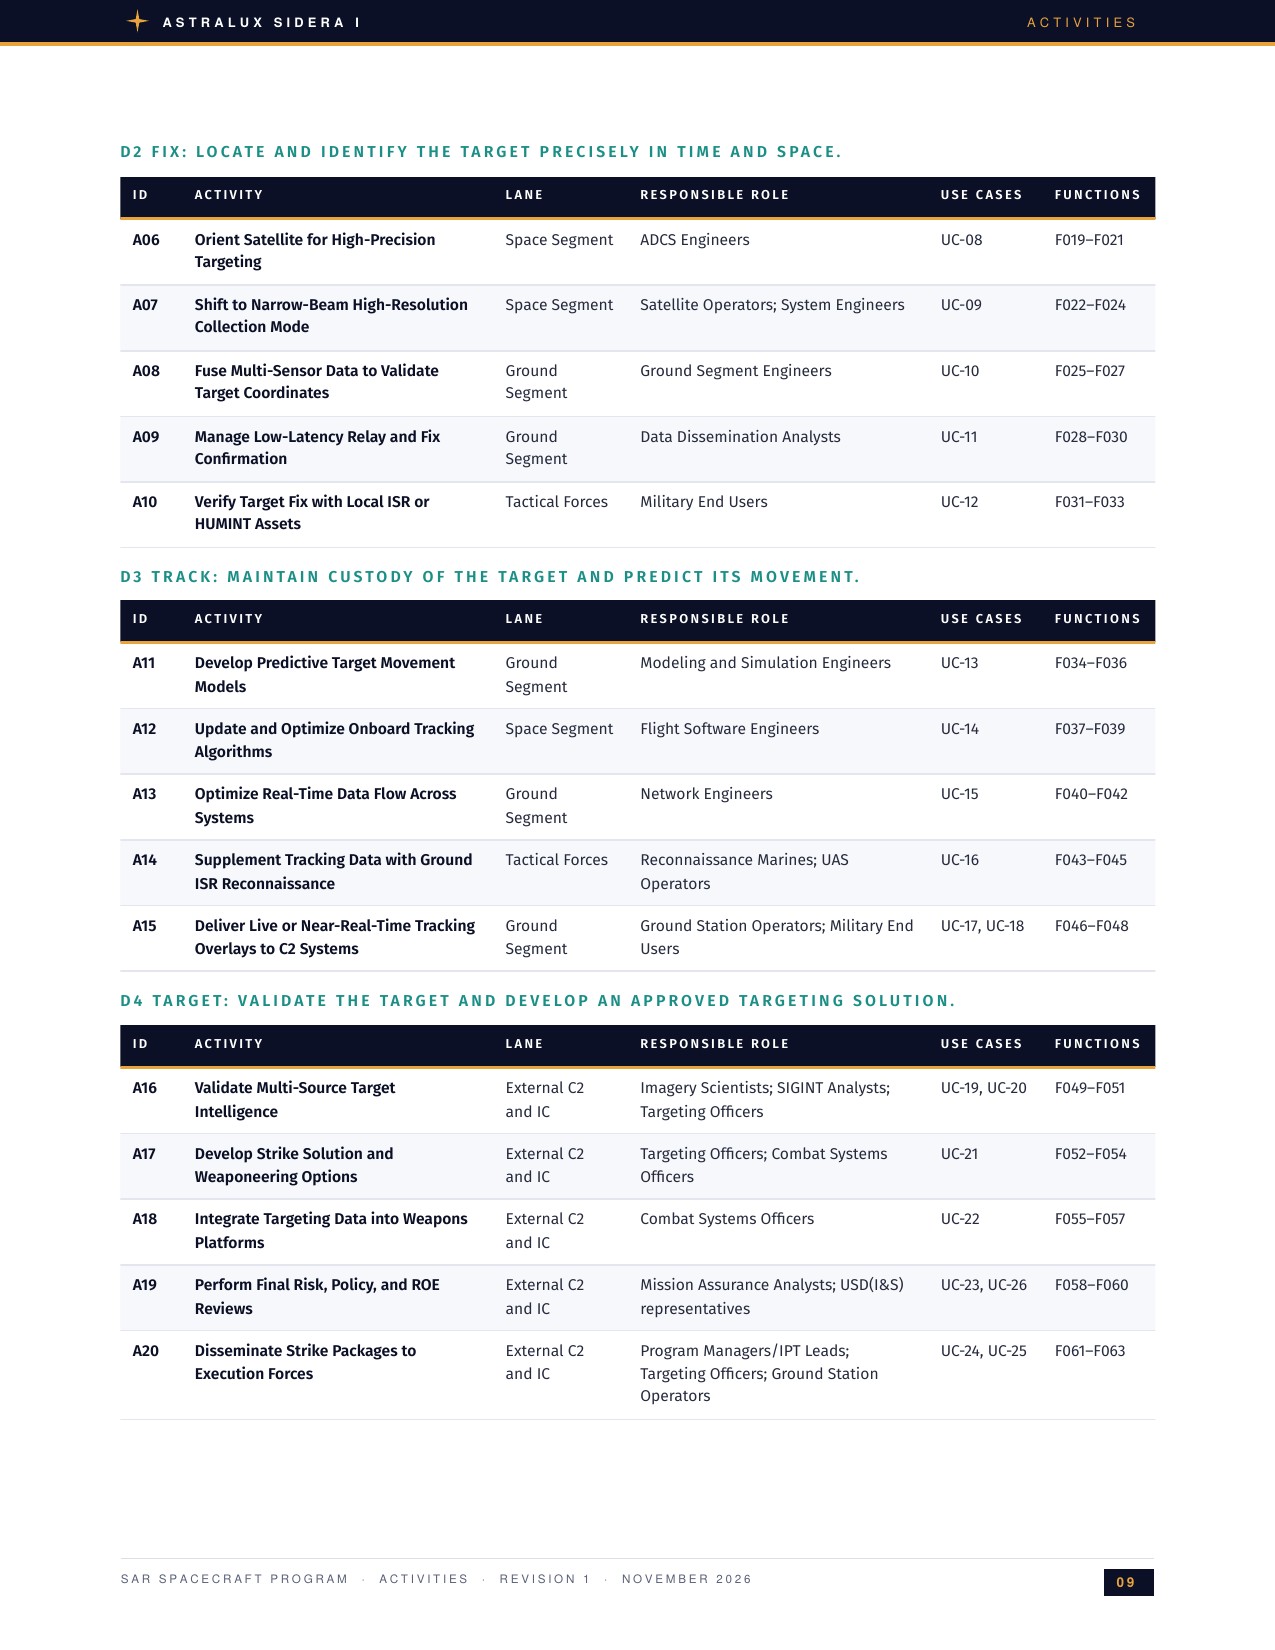 ASTRALUX SIDERA I
ACTIVITIES
D2 FIX: LOCATE AND IDENTIFY THE TARGET PRECISELY IN TIME AND SPACE.
ID ACTIVITY LANE RESPONSIBLE ROLE USE CASES FUNCTIONS
A06 Orient Satellite for High-Precision Space Segment ADCS Engineers UC-08 F019–F021
Targeting
A07 Shift to Narrow-Beam High-Resolution Space Segment Satellite Operators; System Engineers UC-09 F022–F024
Collection Mode
A08 Fuse Multi-Sensor Data to Validate Ground Ground Segment Engineers UC-10 F025–F027
Target Coordinates Segment
A09 Manage Low-Latency Relay and Fix Ground Data Dissemination Analysts UC-11 F028–F030
Confirmation Segment
A10 Verify Target Fix with Local ISR or Tactical Forces Military End Users UC-12 F031–F033
HUMINT Assets
D3 TRACK: MAINTAIN CUSTODY OF THE TARGET AND PREDICT ITS MOVEMENT.
ID ACTIVITY LANE RESPONSIBLE ROLE USE CASES FUNCTIONS
A11 Develop Predictive Target Movement Ground Modeling and Simulation Engineers UC-13 F034–F036
Models Segment
A12 Update and Optimize Onboard Tracking Space Segment Flight Software Engineers UC-14 F037–F039
Algorithms
A13 Optimize Real-Time Data Flow Across Ground Network Engineers UC-15 F040–F042
Systems Segment
A14 Supplement Tracking Data with Ground Tactical Forces Reconnaissance Marines; UAS UC-16 F043–F045
ISR Reconnaissance Operators
A15 Deliver Live or Near-Real-Time Tracking Ground Ground Station Operators; Military End UC-17, UC-18 F046–F048
Overlays to C2 Systems Segment Users
D4 TARGET: VALIDATE THE TARGET AND DEVELOP AN APPROVED TARGETING SOLUTION.
ID ACTIVITY LANE RESPONSIBLE ROLE USE CASES FUNCTIONS
A16 Validate Multi-Source Target External C2 Imagery Scientists; SIGINT Analysts; UC-19, UC-20 F049–F051
Intelligence and IC Targeting Officers
A17 Develop Strike Solution and External C2 Targeting Officers; Combat Systems UC-21 F052–F054
Weaponeering Options and IC Officers
A18 Integrate Targeting Data into Weapons External C2 Combat Systems Officers UC-22 F055–F057
Platforms and IC
A19 Perform Final Risk, Policy, and ROE External C2 Mission Assurance Analysts; USD(I&S) UC-23, UC-26 F058–F060
Reviews and IC representatives
A20 Disseminate Strike Packages to External C2 Program Managers/IPT Leads; UC-24, UC-25 F061–F063
Execution Forces and IC Targeting Officers; Ground Station
Operators
SAR SPACECRAFT PROGRAM · ACTIVITIES · REVISION 1 · NOVEMBER 2026
09